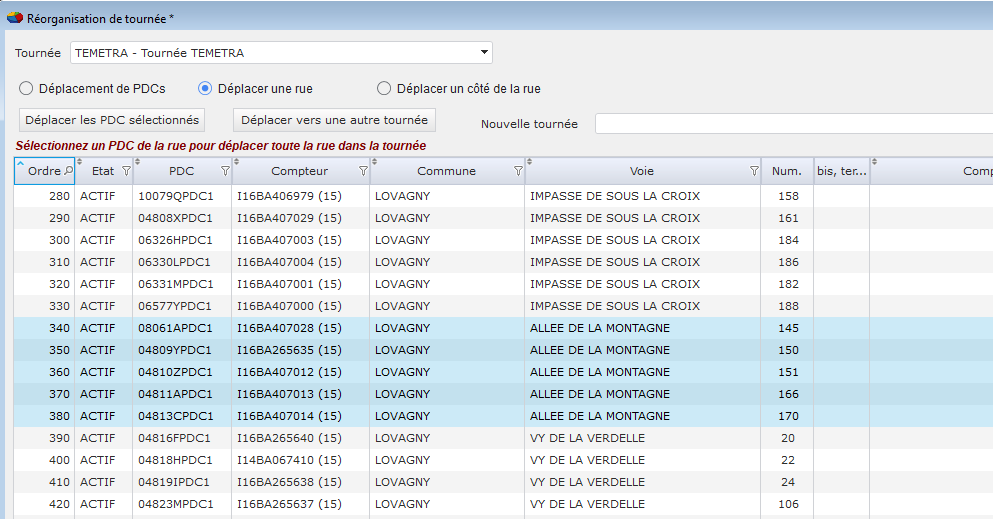 Réorganisation de tournée *
Tournée TEMETRA - Tournée TEMETRA
Déplacement de PDCs Déplacer une rue Déplacer un côté de la rue
Déplacer les PDC sélectionnés Déplacer vers une autre tournée Nouvelle tournée
Sélectionnez un PDC de la rue pour déplacer toute la rue dans la tournée
Ordre Etat PDC Compteur Commune Voie Num. bis, ter... Comp
280 ACTIF 10079QPDC1 I16BA406979 (15) LOVAGNY IMPASSE DE SOUS LA CROIX 158
290 ACTIF 04808XPDC1 I16BA407029 (15) LOVAGNY IMPASSE DE SOUS LA CROIX 161
300 ACTIF 06326HPDC1 I16BA407003 (15) LOVAGNY IMPASSE DE SOUS LA CROIX 184
310 ACTIF 06330LPDC1 I16BA407004 (15) LOVAGNY IMPASSE DE SOUS LA CROIX 186
320 ACTIF 06331MPDC1 I16BA407001 (15) LOVAGNY IMPASSE DE SOUS LA CROIX 182
330 ACTIF 06577YPDC1 I16BA407000 (15) LOVAGNY IMPASSE DE SOUS LA CROIX 188
340 ACTIF 08061APDC1 I16BA407028 (15) LOVAGNY ALLEE DE LA MONTAGNE 145
350 ACTIF 04809YPDC1 I16BA265635 (15) LOVAGNY ALLEE DE LA MONTAGNE 150
360 ACTIF 04810ZPDC1 I16BA407012 (15) LOVAGNY ALLEE DE LA MONTAGNE 151
370 ACTIF 04811APDC1 I16BA407013 (15) LOVAGNY ALLEE DE LA MONTAGNE 166
380 ACTIF 04813CPDC1 I16BA407014 (15) LOVAGNY ALLEE DE LA MONTAGNE 170
390 ACTIF 04816FPDC1 I16BA265640 (15) LOVAGNY VY DE LA VERDELLE 20
400 ACTIF 04818HPDC1 I14BA067410 (15) LOVAGNY VY DE LA VERDELLE 22
410 ACTIF 04819IPDC1 I16BA265638 (15) LOVAGNY VY DE LA VERDELLE 24
420 ACTIF 04823MPDC1 I16BA265637 (15) LOVAGNY VY DE LA VERDELLE 106